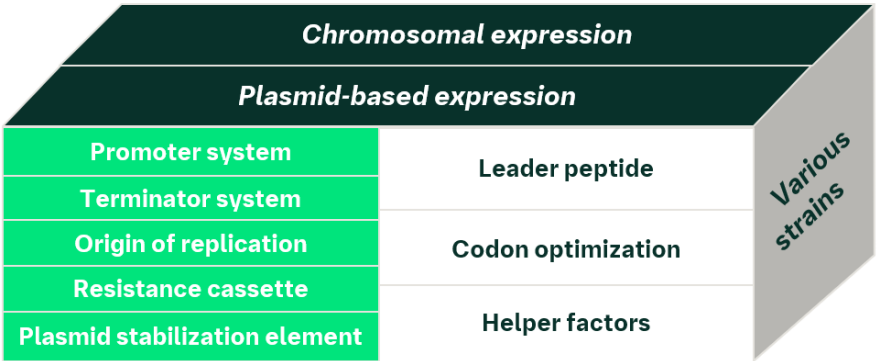 Chromosomal expression
Plasmid-based expression
Promoter system
Terminator system
Origin of replication
Resistance cassette
Plasmid stabilization element
Leader peptide
Codon optimization
Helper factors
Various
strains